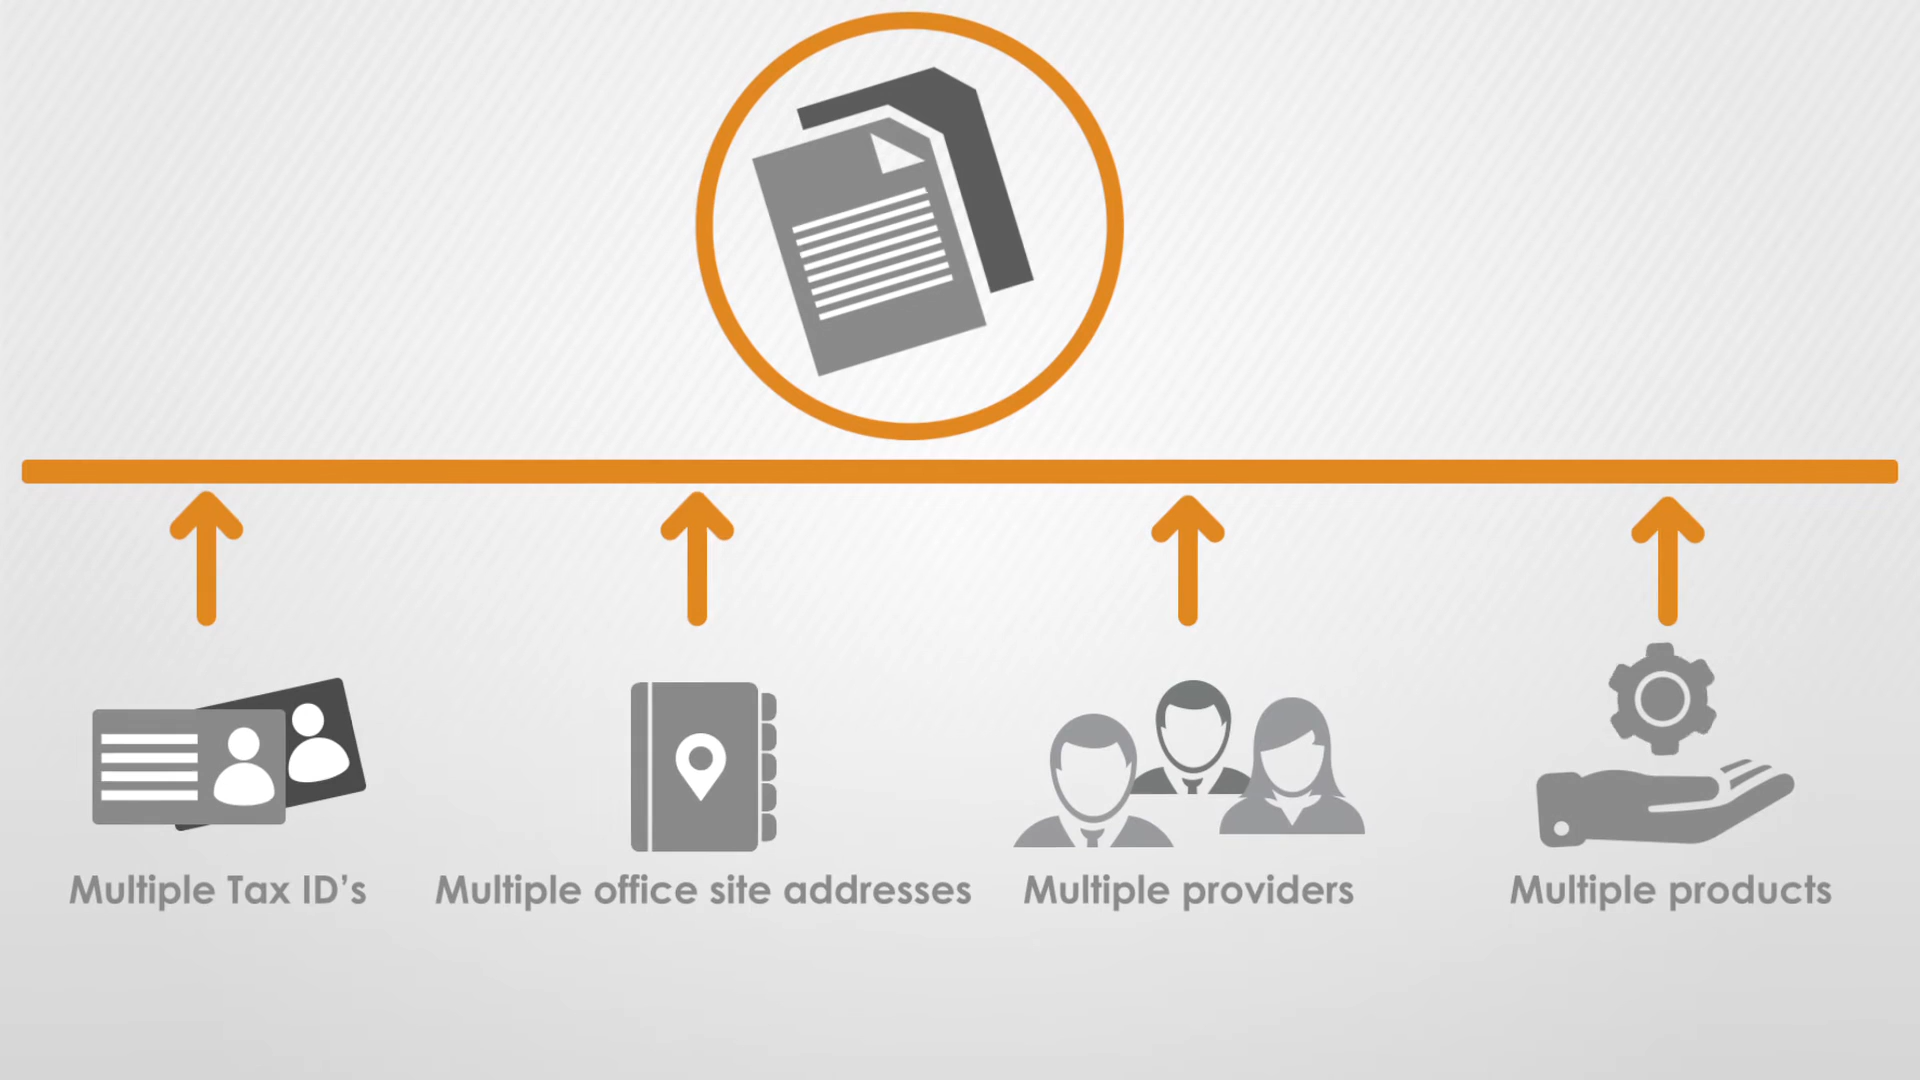 Multiple Tax ID’s
Multiple office site addresses
Multiple providers
Multiple products